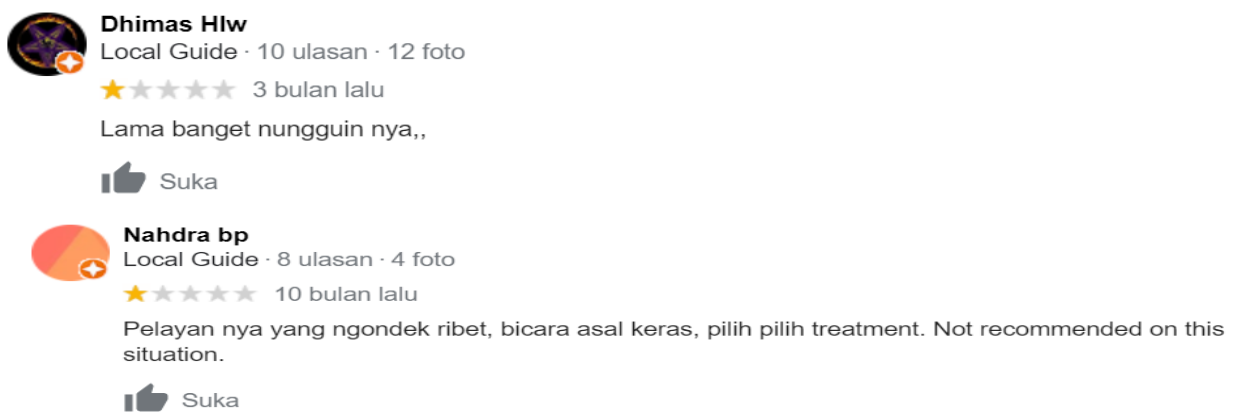 Dhimas Hlw
Local Guide · 10 ulasan · 12 foto
3 bulan lalu
Lama banget nungguin nya,,
Suka
Nahdra bp
Local Guide · 8 ulasan · 4 foto
10 bulan lalu
Pelayan nya yang ngondek ribet, bicara asal keras, pilih pilih treatment. Not recommended on this
situation.
Suka